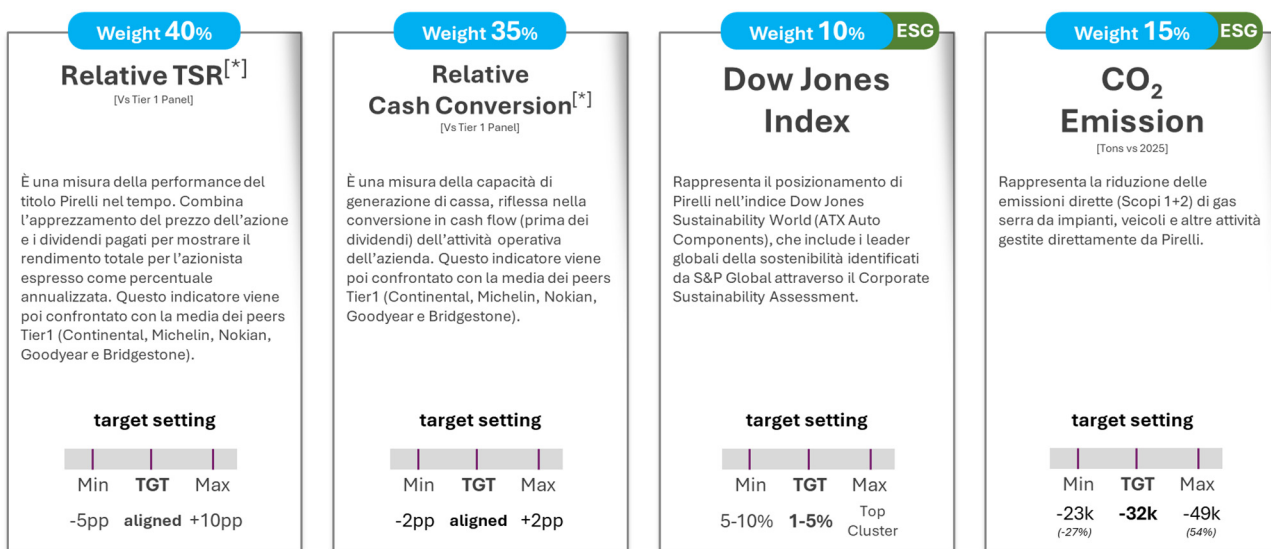 Weight 40%
Relative TSR[*]
[Vs Tier 1 Panel]
È una misura della performance del
titolo Pirelli nel tempo. Combina
l’apprezzamento del prezzo dell’azione
e i dividendi pagati per mostrare il
rendimento totale per l’azionista
espresso come percentuale
annualizzata. Questo indicatore viene
poi confrontato con la media dei peers
Tier1 (Continental, Michelin, Nokian,
Goodyear e Bridgestone).
target setting
Min TGT Max
-5pp aligned +10pp
Weight 35%
Relative
Cash Conversion[*]
[Vs Tier 1 Panel]
È una misura della capacità di
generazione di cassa, riflessa nella
conversione in cash flow (prima dei
dividendi) dell’attività operativa
dell’azienda. Questo indicatore viene
poi confrontato con la media dei peers
Tier1 (Continental, Michelin, Nokian,
Goodyear e Bridgestone).
target setting
Min TGT Max
-2pp aligned +2pp
Weight 10% ESG
Dow Jones
Index
Rappresenta il posizionamento di
Pirelli nell’indice Dow Jones
Sustainability World (ATX Auto
Components), che include i leader
globali della sostenibilità identificati
da S&P Global attraverso il Corporate
Sustainability Assessment.
target setting
Min TGT Max
5-10% 1-5% Top
Cluster
Weight 15% ESG
CO₂
Emission
[Tons vs 2025]
Rappresenta la riduzione delle
emissioni dirette (Scopi 1+2) di gas
serra da impianti, veicoli e altre attività
gestite direttamente da Pirelli.
target setting
Min TGT Max
-23k -32k -49k
(-27%) (54%)